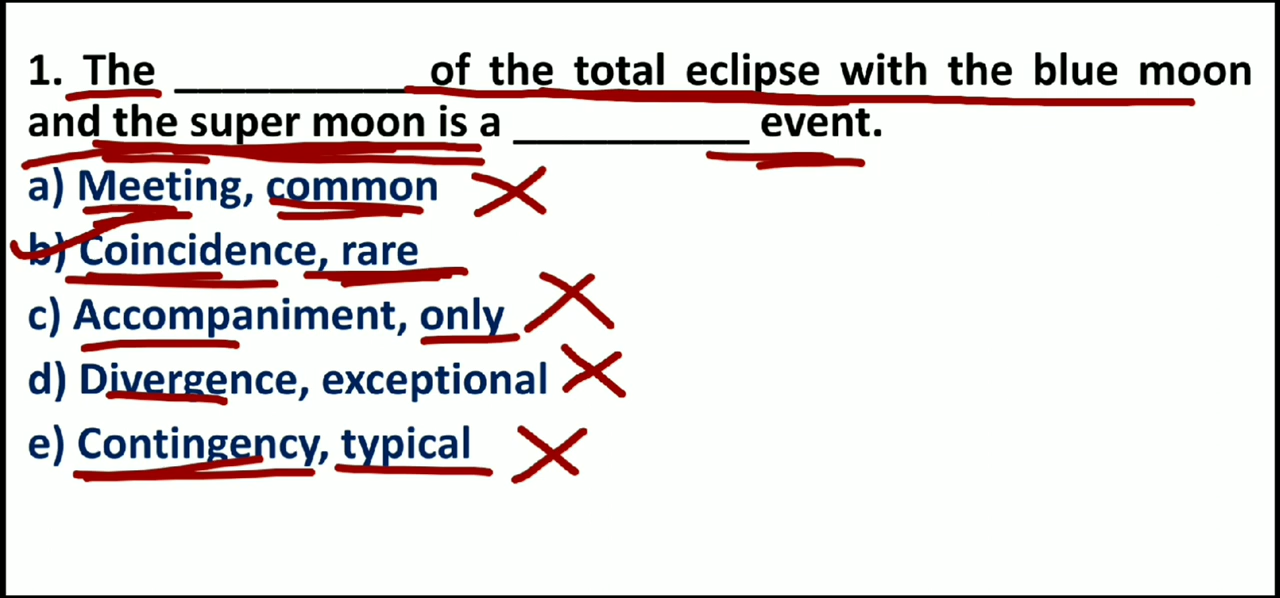 1. The ____________ of the total eclipse with the blue moon
and the super moon is a ___________ event.
a) Meeting, common
b) Coincidence, rare
c) Accompaniment, only
d) Divergence, exceptional
e) Contingency, typical